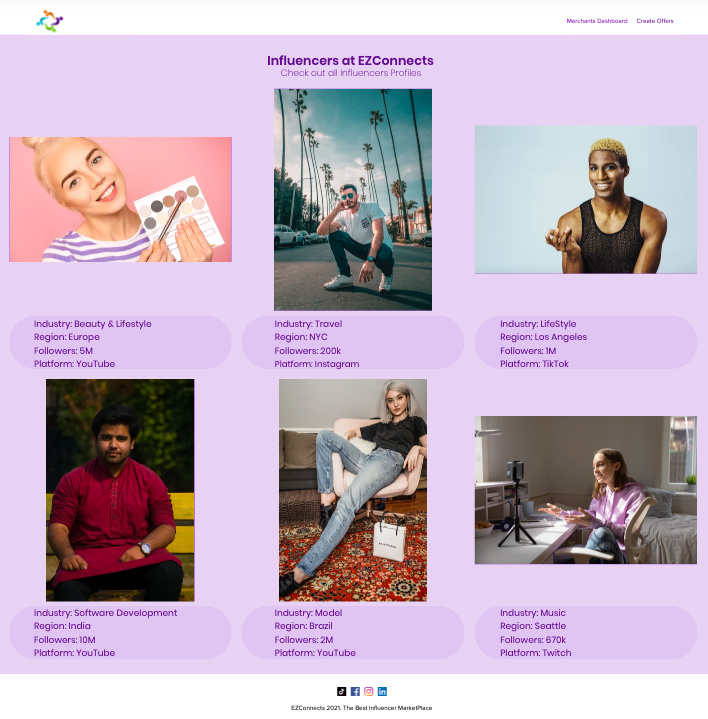 Merchants Dashboard
Create Offers
Influencers at EZConnects
Check out all Influencers Profiles
Industry: Beauty & Lifestyle
Region: Europe
Followers: 5M
Platform: YouTube
Industry: Travel
Region: NYC
Followers: 200k
Platform: Instagram
Industry: LifeStyle
Region: Los Angeles
Followers: 1M
Platform: TikTok
Industry: Software Development
Region: India
Followers: 10M
Platform: YouTube
Industry: Model
Region: Brazil
Followers: 2M
Platform: YouTube
Industry: Music
Region: Seattle
Followers: 670k
Platform: Twitch
EZConnects 2021. The Best Influencer MarketPlace